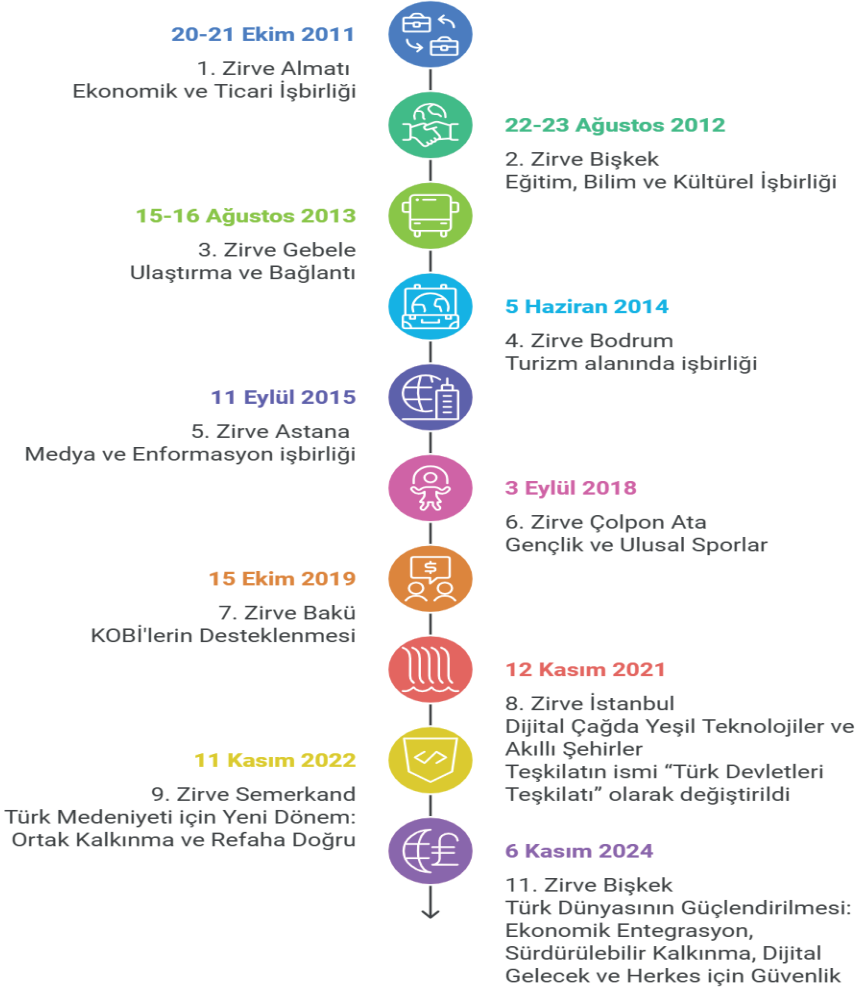 20-21 Ekim 2011
1. Zirve Almatı
Ekonomik ve Ticari İşbirliği
22-23 Ağustos 2012
2. Zirve Bişkek
Eğitim, Bilim ve Kültürel İşbirliği
15-16 Ağustos 2013
3. Zirve Gebele
Ulaştırma ve Bağlantı
5 Haziran 2014
4. Zirve Bodrum
Turizm alanında işbirliği
11 Eylül 2015
5. Zirve Astana
Medya ve Enformasyon işbirliği
3 Eylül 2018
6. Zirve Çolpon Ata
Gençlik ve Ulusal Sporlar
15 Ekim 2019
7. Zirve Bakü
KOBİ'lerin Desteklenmesi
12 Kasım 2021
8. Zirve İstanbul
Dijital Çağda Yeşil Teknolojiler ve
Akıllı Şehirler
Teşkilatın ismi “Türk Devletleri
Teşkilatı” olarak değiştirildi
11 Kasım 2022
9. Zirve Semerkand
Türk Medeniyeti için Yeni Dönem:
Ortak Kalkınma ve Refaha Doğru
6 Kasım 2024
11. Zirve Bişkek
Türk Dünyasının Güçlendirilmesi:
Ekonomik Entegrasyon,
Sürdürülebilir Kalkınma, Dijital
Gelecek ve Herkes için Güvenlik